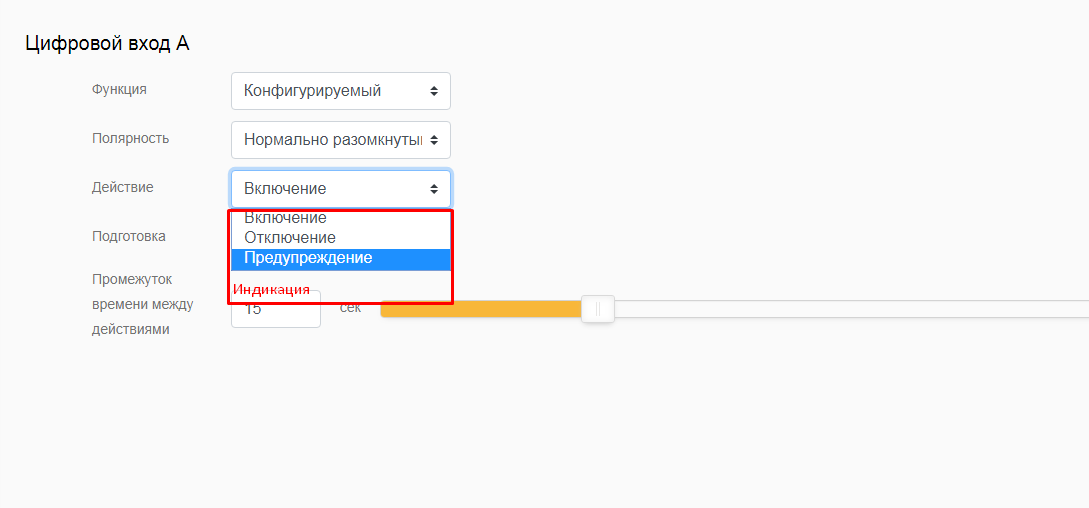 Цифровой вход А
Функция
Конфигурируемый
Полярность
Нормально разомкнуты
Действие
Включение
Включение
Подготовка
Отключение
Предупреждение
Промежуток
времени между
действиями
Индикация
15
сек